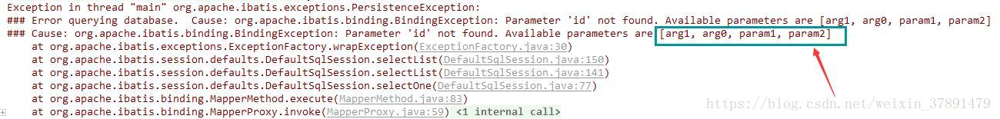 Exception in thread "main" org.apache.ibatis.exceptions.PersistenceException:
### Error querying database.  Cause: org.apache.ibatis.binding.BindingException: Parameter 'id' not found. Available parameters are [arg1, arg0, param1, param2]
### Cause: org.apache.ibatis.binding.BindingException: Parameter 'id' not found. Available parameters are [arg1, arg0, param1, param2]
at org.apache.ibatis.exceptions.ExceptionFactory.wrapException(ExceptionFactory.java:30)
at org.apache.ibatis.session.defaults.DefaultSqlSession.selectList(DefaultSqlSession.java:150)
at org.apache.ibatis.session.defaults.DefaultSqlSession.selectList(DefaultSqlSession.java:141)
at org.apache.ibatis.session.defaults.DefaultSqlSession.selectOne(DefaultSqlSession.java:77)
at org.apache.ibatis.binding.MapperMethod.execute(MapperMethod.java:83)
at org.apache.ibatis.binding.MapperProxy.invoke(MapperProxy.java:59) <1 internal call>
https://blog.csdn.net/weixin_37891479